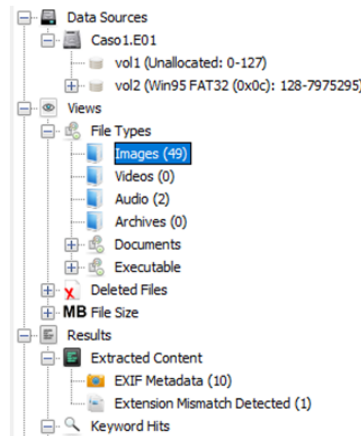 Data Sources
Caso1.E01
vol1 (Unallocated: 0-127)
vol2 (Win95 FAT32 (0x0c): 128-7975295)
Views
File Types
Images (49)
Videos (0)
Audio (2)
Archives (0)
Documents
Executable
Deleted Files
MB File Size
Results
Extracted Content
EXIF Metadata (10)
Extension Mismatch Detected (1)
Keyword Hits